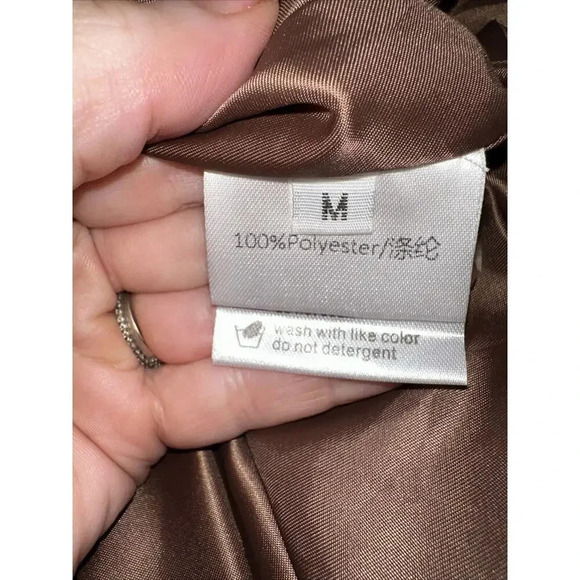 M
100%Polyester/涤纶
wash with like color
do not detergent